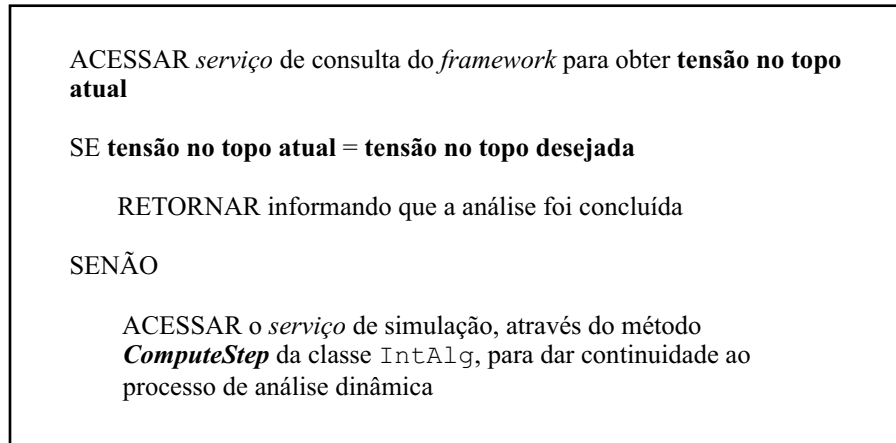 ACESSAR serviço de consulta do framework para obter tensão no topo
atual
SE tensão no topo atual = tensão no topo desejada
RETORNAR informando que a análise foi concluída
SENÃO
ACESSAR o serviço de simulação, através do método
ComputeStep da classe IntAlg, para dar continuidade ao
processo de análise dinâmica